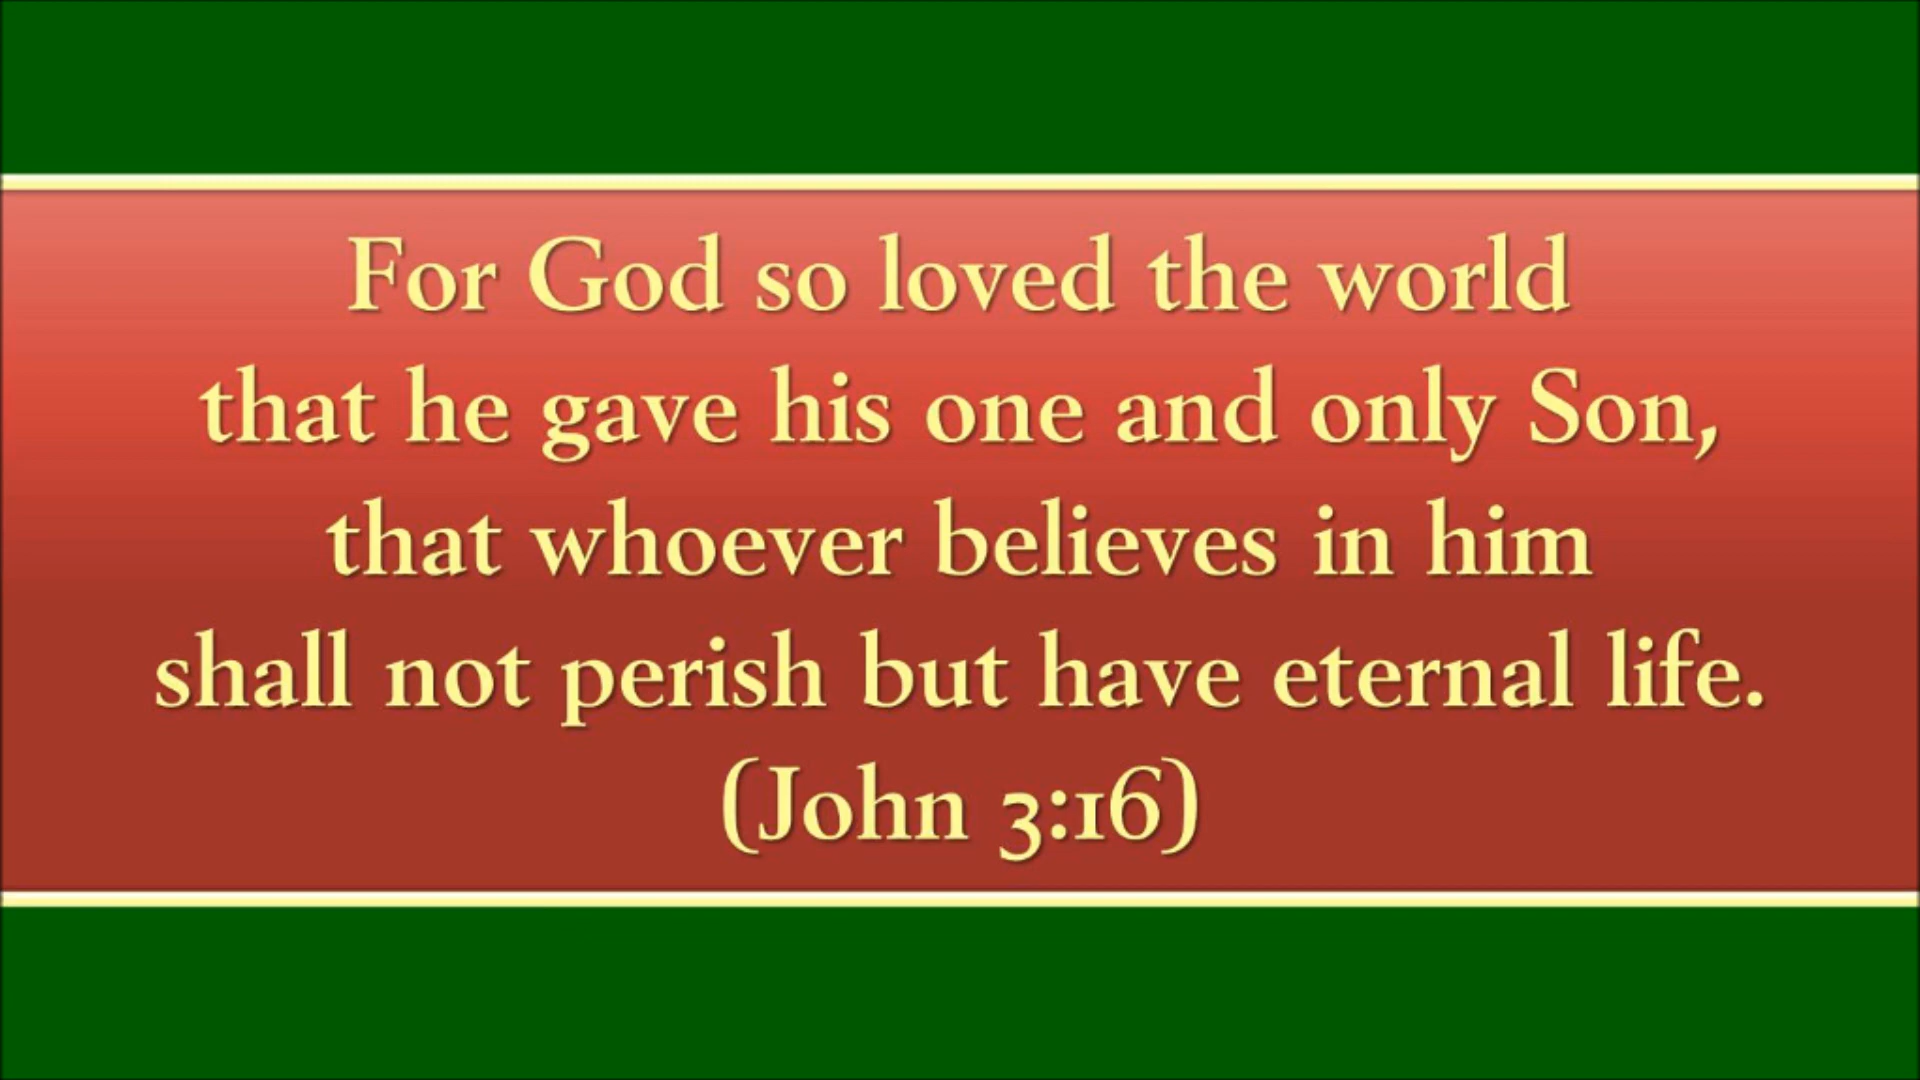 For God so loved the world
that he gave his one and only Son,
that whoever believes in him
shall not perish but have eternal life.
(John 3:16)